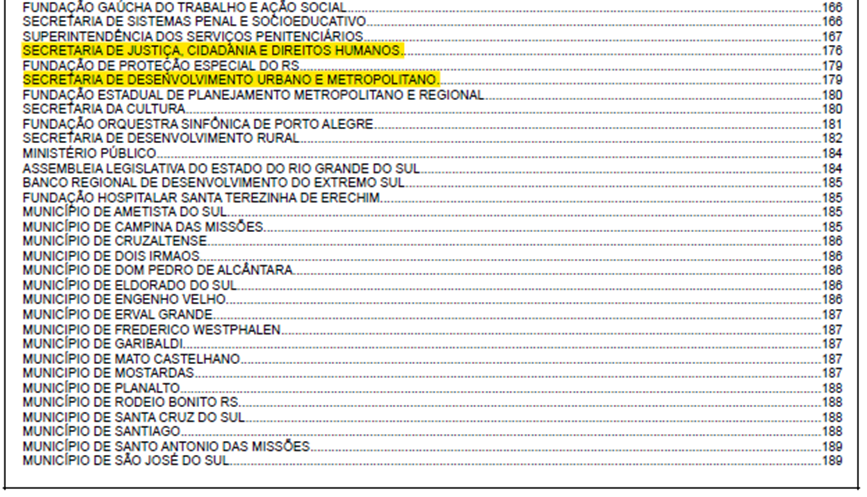 FUNDAÇÃO GAÚCHA DO TRABALHO E AÇÃO SOCIAL 166
SECRETARIA DE SISTEMAS PENAL E SOCIOEDUCATIVO 166
SUPERINTENDÊNCIA DOS SERVIÇOS PENITENCIÁRIOS 167
SECRETARIA DE JUSTIÇA, CIDADANIA E DIREITOS HUMANOS. 176
FUNDAÇÃO DE PROTEÇÃO ESPECIAL DO RS 179
SECRETARIA DE DESENVOLVIMENTO URBANO E METROPOLITANO. 179
FUNDAÇÃO ESTADUAL DE PLANEJAMENTO METROPOLITANO E REGIONAL 180
SECRETARIA DA CULTURA 180
FUNDAÇÃO ORQUESTRA SINFÔNICA DE PORTO ALEGRE 181
SECRETARIA DE DESENVOLVIMENTO RURAL 182
MINISTÉRIO PÚBLICO 184
ASSEMBLEIA LEGISLATIVA DO ESTADO DO RIO GRANDE DO SUL 184
BANCO REGIONAL DE DESENVOLVIMENTO DO EXTREMO SUL 185
FUNDAÇÃO HOSPITALAR SANTA TEREZINHA DE ERECHIM 185
MUNICÍPIO DE AMETISTA DO SUL 185
MUNICÍPIO DE CAMPINA DAS MISSÕES 185
MUNICÍPIO DE CRUZALTENSE 186
MUNICIPIO DE DOIS IRMAOS 186
MUNICÍPIO DE DOM PEDRO DE ALCÂNTARA 186
MUNICÍPIO DE ELDORADO DO SUL 186
MUNICÍPIO DE ENGENHO VELHO 186
MUNICÍPIO DE ERVAL GRANDE 187
MUNICÍPIO DE FREDERICO WESTPHALEN 187
MUNICÍPIO DE GARIBALDI 187
MUNICÍPIO DE MATO CASTELHANO 187
MUNICÍPIO DE MOSTARDAS 187
MUNICÍPIO DE PLANALTO 188
MUNICÍPIO DE RODEIO BONITO RS 188
MUNICÍPIO DE SANTA CRUZ DO SUL 188
MUNICÍPIO DE SANTIAGO 188
MUNICÍPIO DE SANTO ANTONIO DAS MISSÕES 189
MUNICÍPIO DE SÃO JOSÉ DO SUL 189